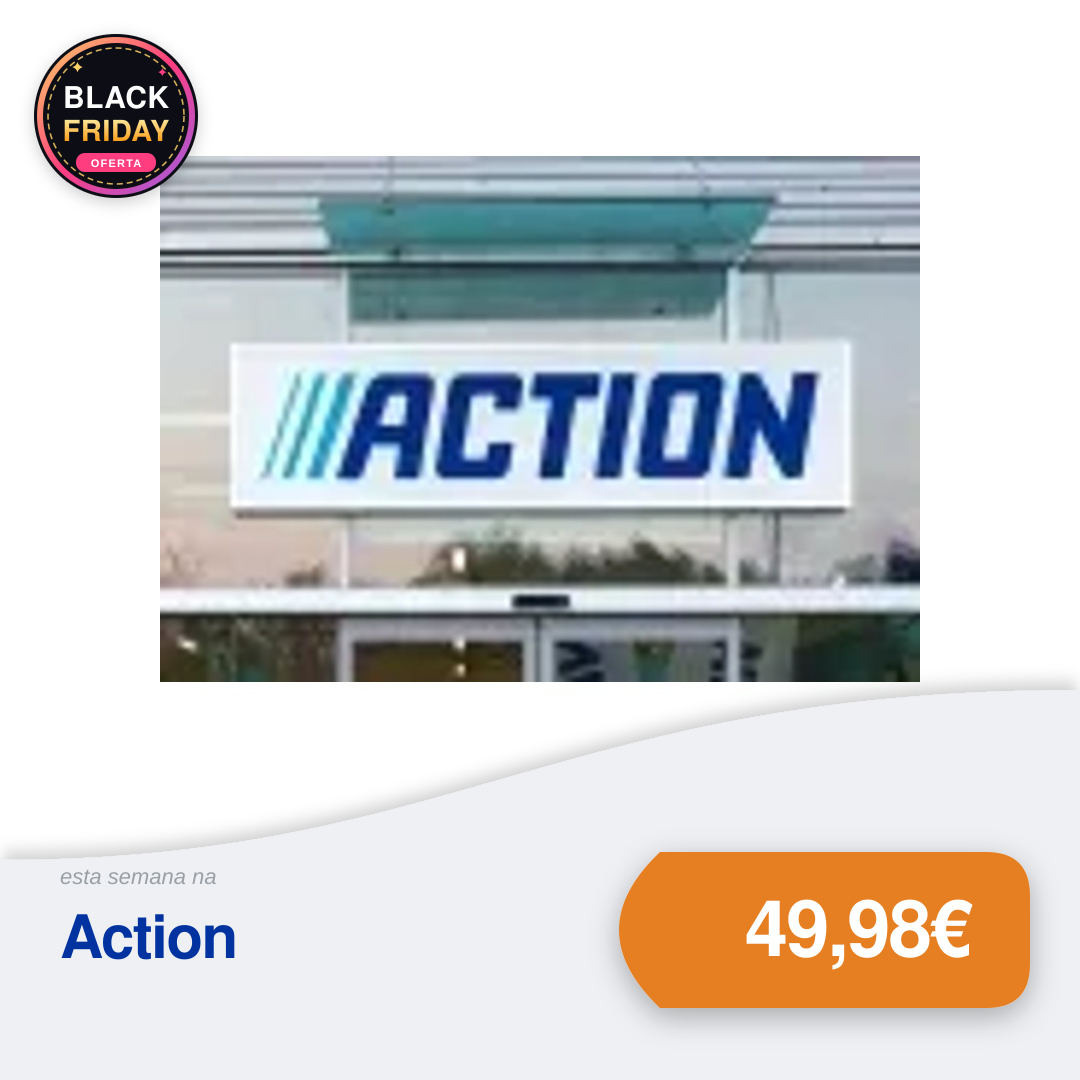 BLACK
FRIDAY
OFERTA
ACTION
esta semana na
Action
49,98€